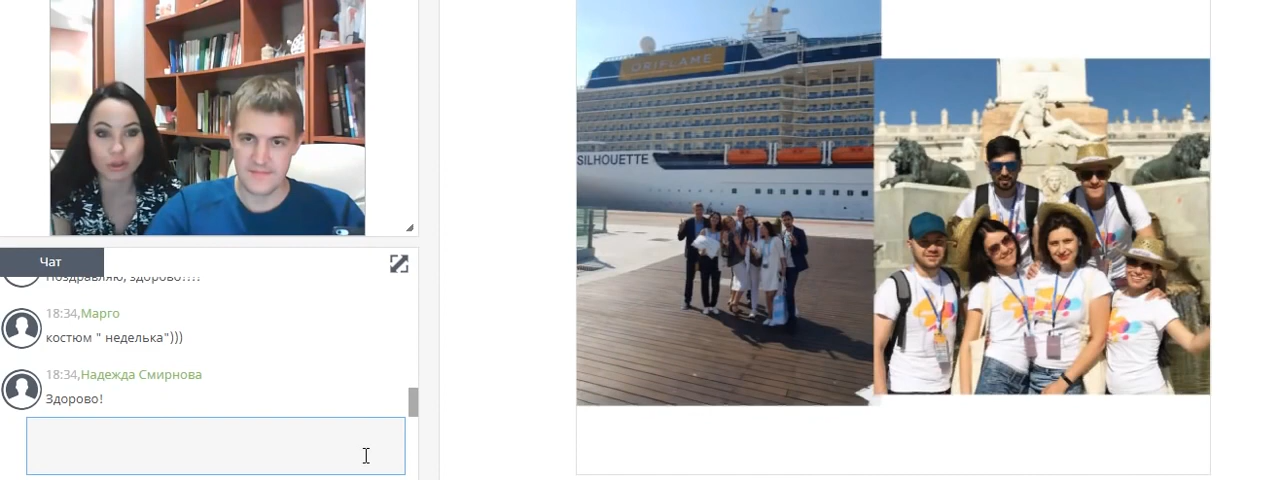 ORIFLAME
SILHOUETTE
Чат
Поздравляю, здорово!!!!
18:34,Марго
костюм " неделька")))
18:34,Надежда Смирнова
Здорово!